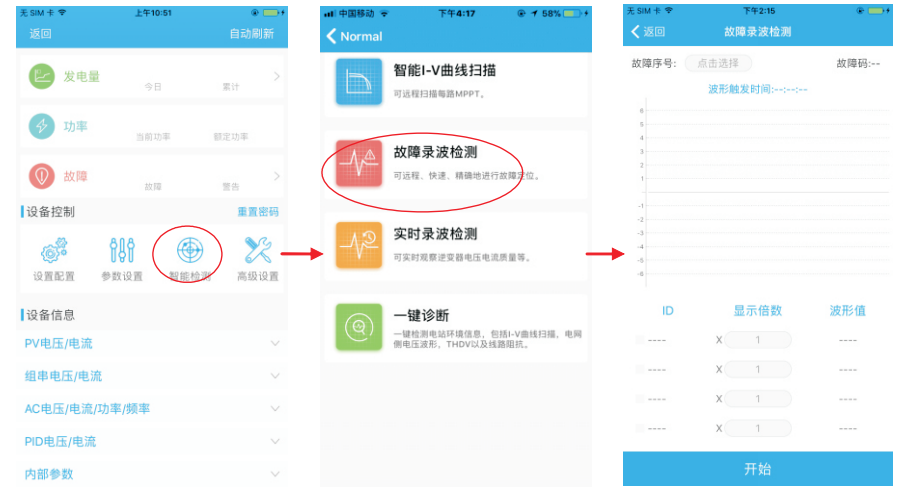 无 SIM 卡
上午10:51
返回
自动刷新
发电量
今日
累计
功率
当前功率
额定功率
故障
故障
警告
设备控制
重置密码
设置配置
参数设置
智能检测
高级设置
设备信息
PV电压/电流
组串电压/电流
AC电压/电流/功率/频率
PID电压/电流
内部参数
中国移动
下午4:17
58%
Normal
智能I-V曲线扫描
可远程扫描每路MPPT。
故障录波检测
可远程、快速、精确地进行故障定位。
实时录波检测
可实时观察逆变器电压电流质量等。
一键诊断
一键检测电站环境信息，包括I-V曲线扫描，电网
侧电压波形，THDV以及线路阻抗。
无 SIM 卡
下午2:15
返回
故障录波检测
故障序号:
点击选择
故障码:--
波形触发时间:--:--:--
6
5
4
3
2
1
-1
-2
-3
-4
-5
-6
ID
显示倍数
波形值
----
X
1
----
----
X
1
----
----
X
1
----
----
X
1
----
开始